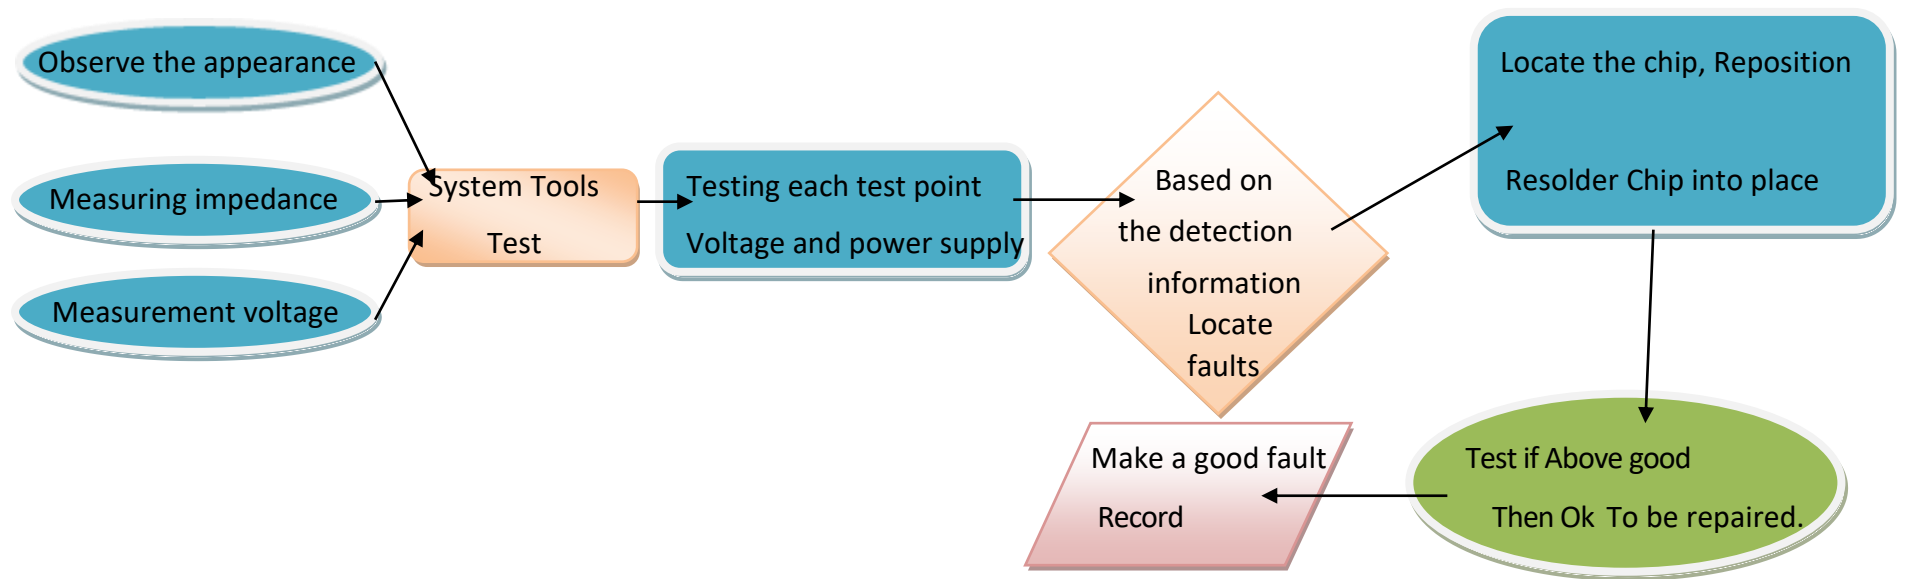 Observe the appearance
Measuring impedance
Measurement voltage
System Tools
Test
Testing each test point
Voltage and power supply
Based on
the detection
information
Locate
faults
Locate the chip, Reposition
Resolder Chip into place
Test if Above good
Then Ok To be repaired.
Make a good fault
Record